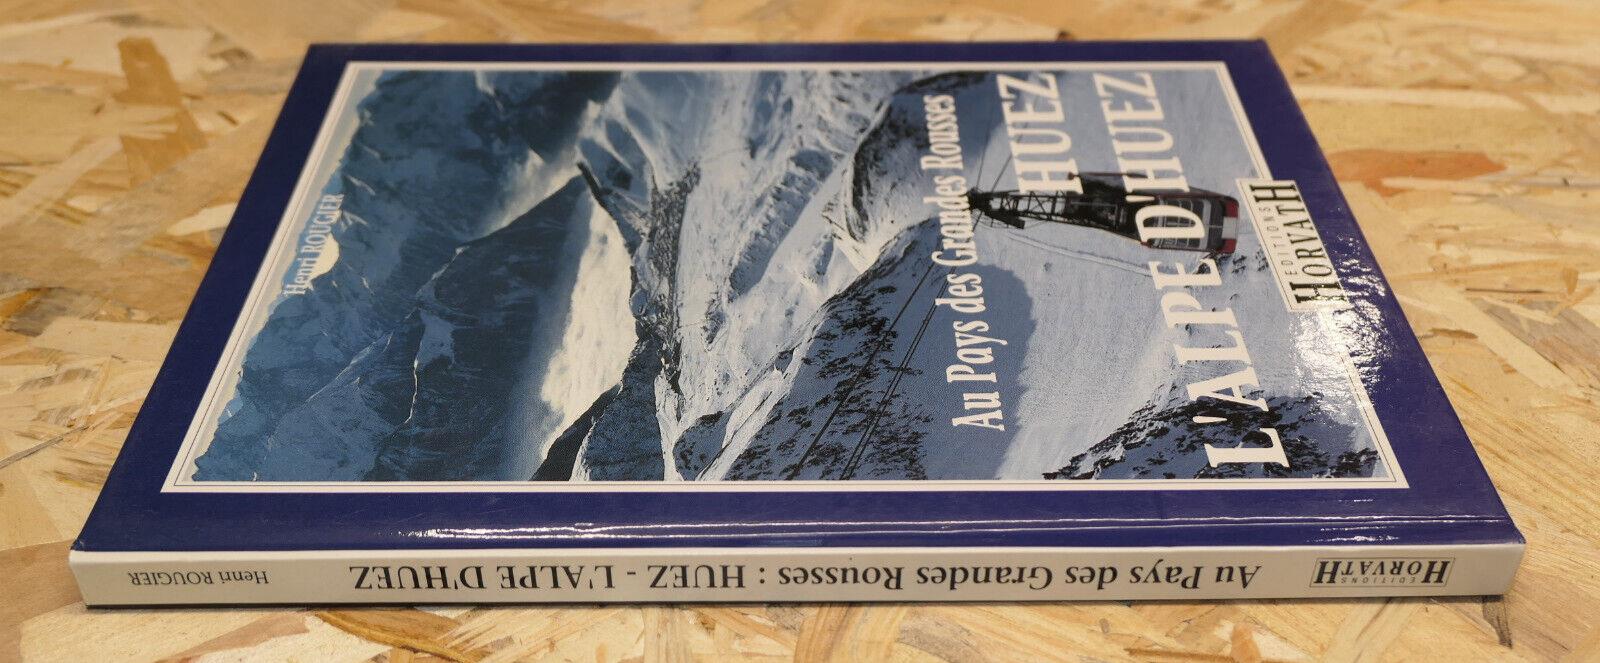 Henri ROUGIER
Au Pays des Grandes Rousses
HUEZ
L'ALPE D'HUEZ
EDITIONS
HORVATH
Henri ROUGIER
Au Pays des Grandes Rousses : HUEZ - L'ALPE D'HUEZ
EDITIONS
HORVATH